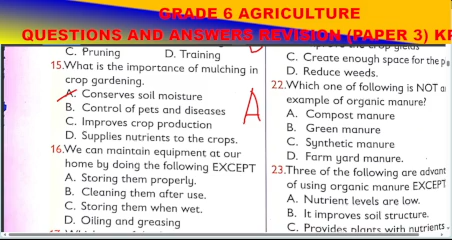 GRADE 6 AGRICULTURE
QUESTIONS AND ANSWERS REVISION (PAPER 3)
C. Pruning D. Training
15. What is the importance of mulching in
crop gardening.
A. Conserves soil moisture
B. Control of pets and diseases
C. Improves crop production
D. Supplies nutrients to the crops.
A
16. We can maintain equipment at our
home by doing the following EXCEPT
A. Storing them properly.
B. Cleaning them after use.
C. Storing them when wet.
D. Oiling and greasing
C. Create enough space for the
D. Reduce weeds.
22. Which one of following is NOT
example of organic manure?
A. Compost manure
B. Green manure
C. Synthetic manure
D. Farm yard manure.
23. Three of the following are
of using organic manure EXCEPT
A. Nutrient levels are low.
B. It improves soil structure.
C. Provides plants with nutrients